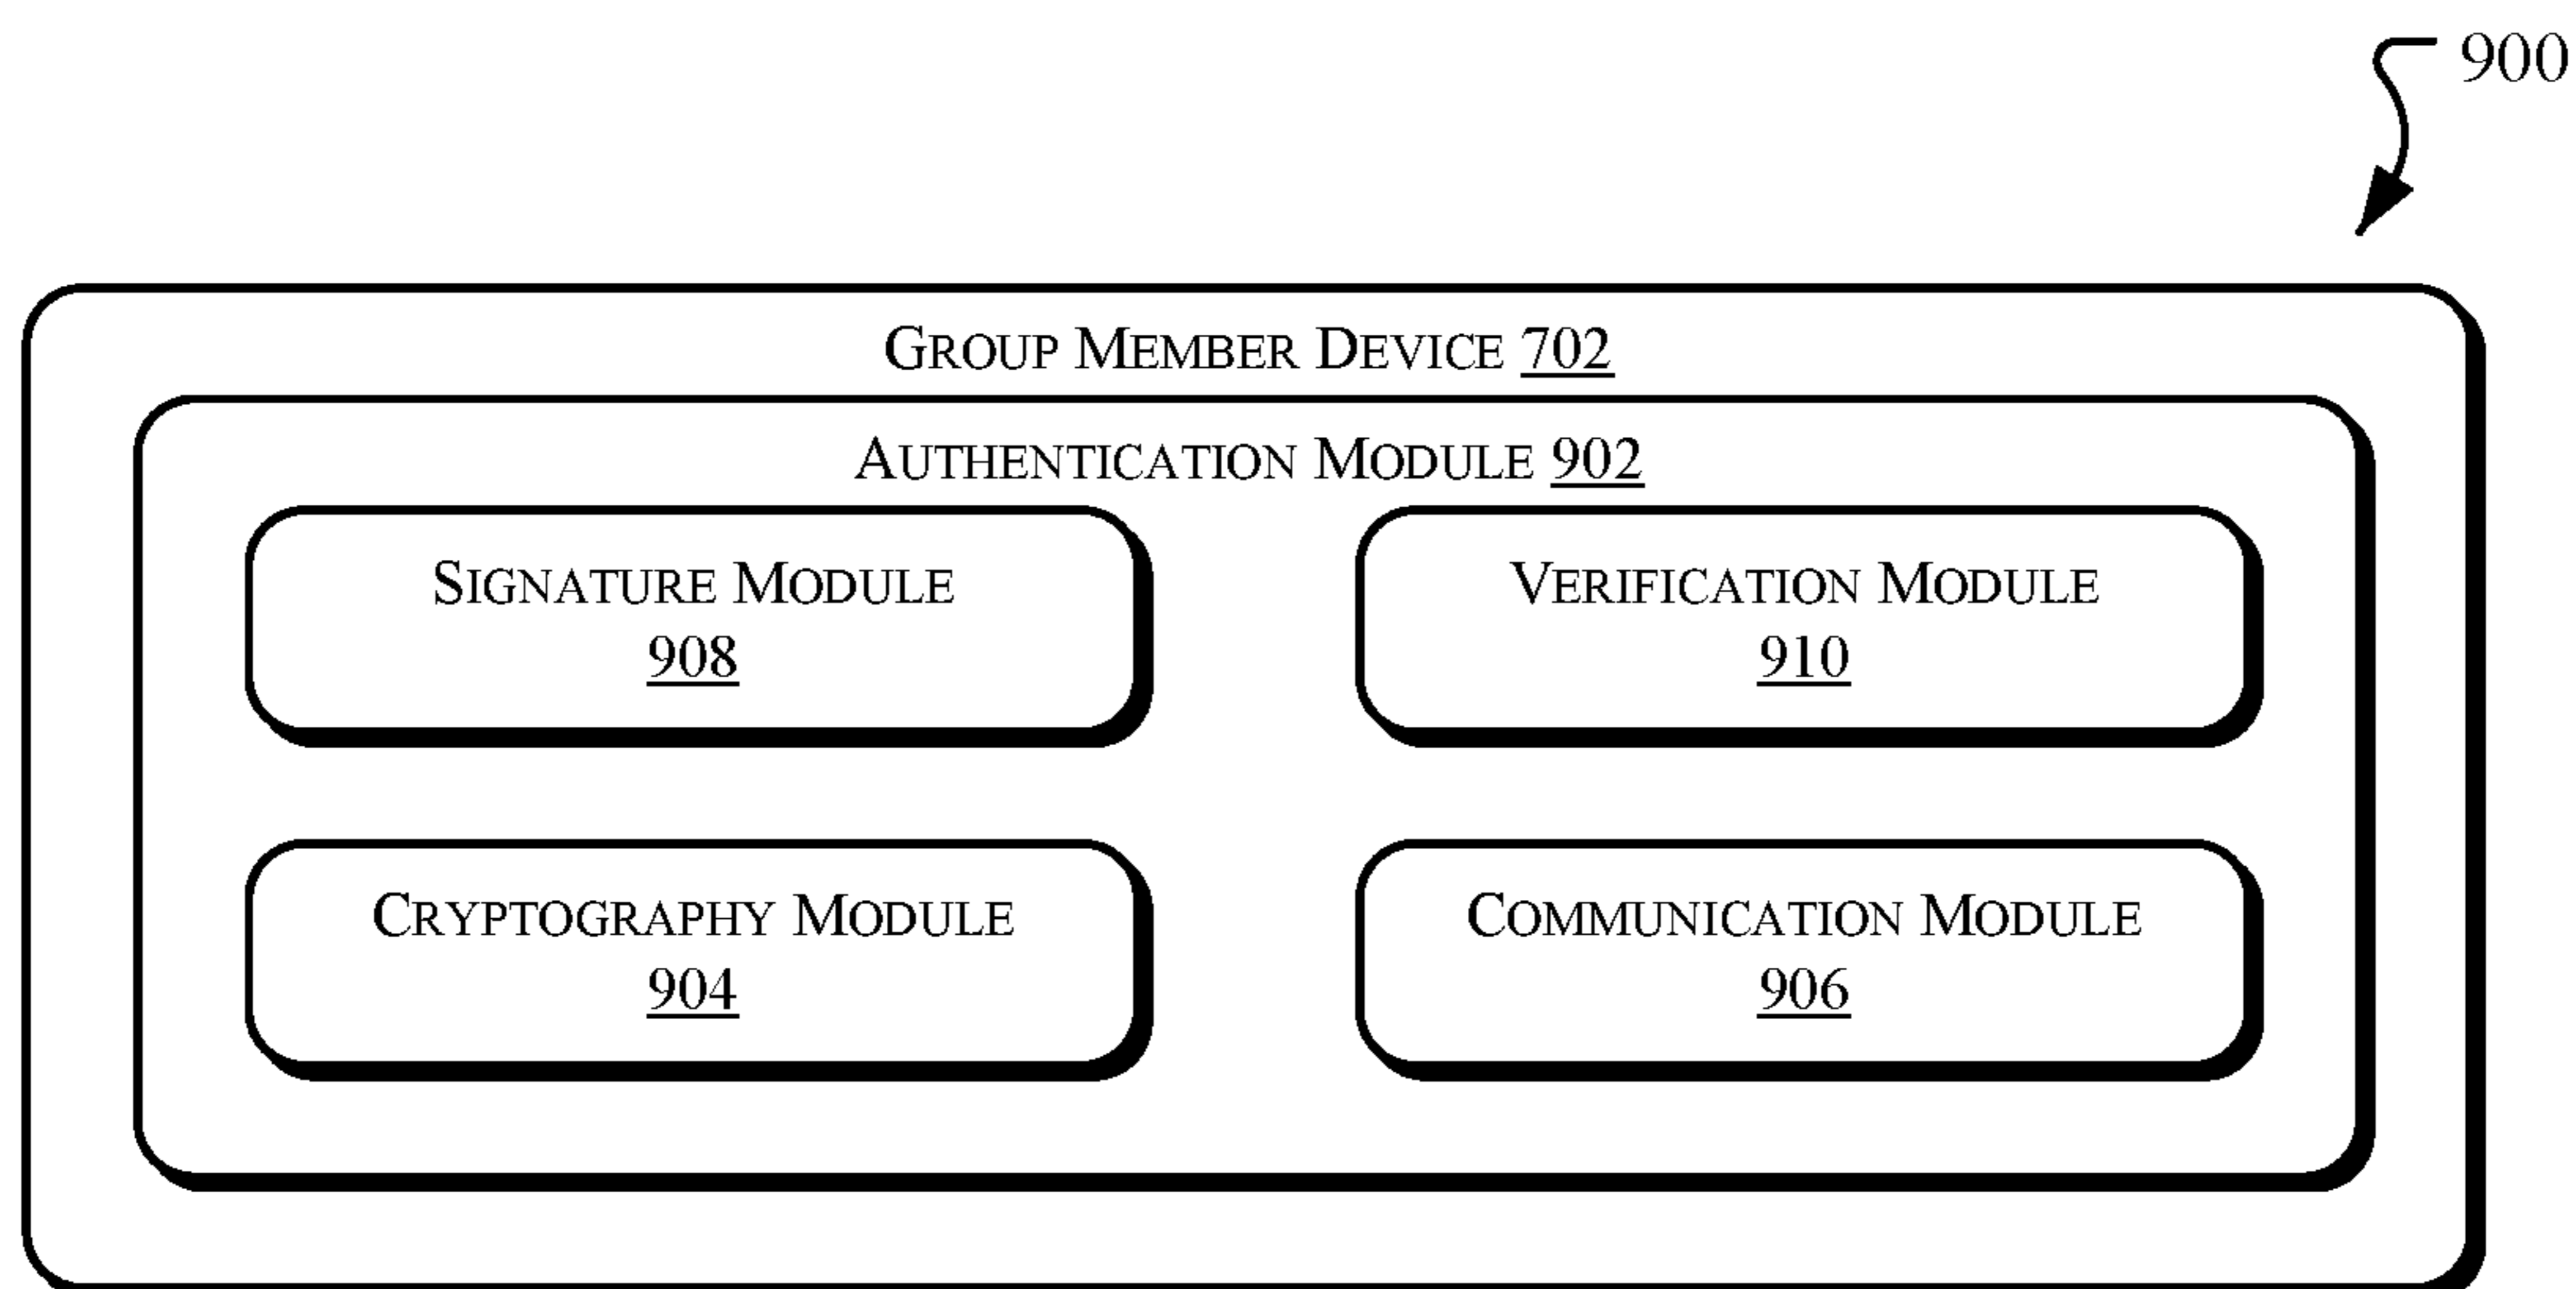 900
GROUP MEMBER DEVICE 702
AUTHENTICATION MODULE 902
SIGNATURE MODULE
908
VERIFICATION MODULE
910
CRYPTOGRAPHY MODULE
904
COMMUNICATION MODULE
906